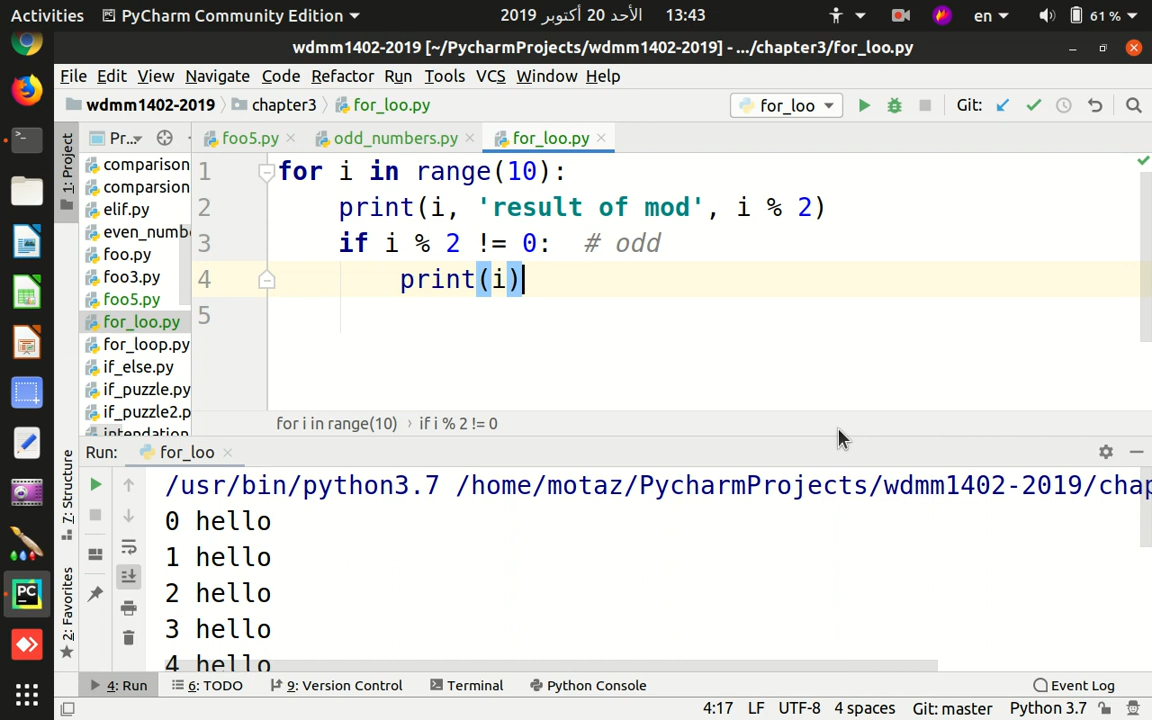 Activities PyCharm Community Edition الأحد 20 أكتوبر 2019 13:43 en 61 %
wdmm1402-2019 [~/PycharmProjects/wdmm1402-2019] - .../chapter3/for_loo.py
File Edit View Navigate Code Refactor Run Tools VCS Window Help
wdmm1402-2019 chapter3 for_loo.py for_loo Git:
1: Project
Pr... foo5.py odd_numbers.py for_loo.py
comparison
comparsion
elif.py
even_numb
foo.py
foo3.py
foo5.py
for_loo.py
for_loop.py
if_else.py
if_puzzle.py
if_puzzle2.p
intendation
1 for i in range(10):
2 print(i, 'result of mod', i % 2)
3 if i % 2 != 0: # odd
4 print(i)
5
for i in range(10) › if i % 2 != 0
Run: for_loo
7: Structure
2: Favorites
/usr/bin/python3.7 /home/motaz/PycharmProjects/wdmm1402-2019/chap
0 hello
1 hello
2 hello
3 hello
4 hello
4: Run 6: TODO 9: Version Control Terminal Python Console Event Log
4:17 LF UTF-8 4 spaces Git: master Python 3.7